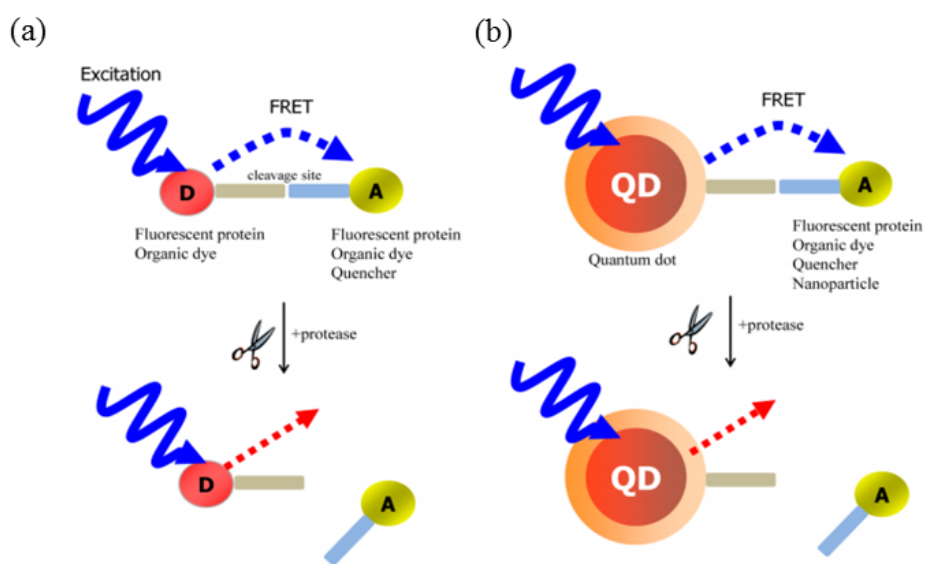 (a)
Excitation
FRET
cleavage site
D
A
Fluorescent protein
Organic dye
Fluorescent protein
Organic dye
Quencher
+protease
D
A
(b)
FRET
QD
A
Quantum dot
Fluorescent protein
Organic dye
Quencher
Nanoparticle
+protease
QD
A